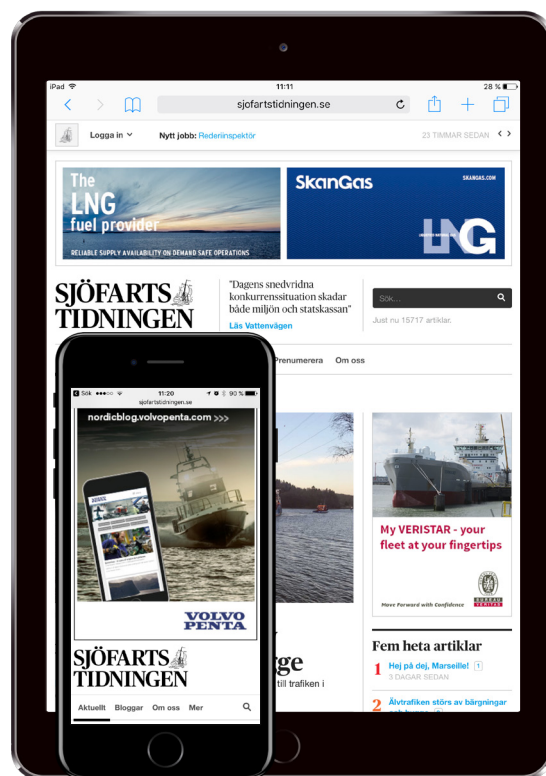 iPad
11:11
28 %
sjofartstidningen.se
Logga in
Nytt jobb: Rederiinspektör
23 TIMMAR SEDAN
The
LNG
fuel provider
RELIABLE SUPPLY AVAILABILITY ON DEMAND SAFE OPERATIONS
SkanGas
SKANGAS.COM
LNG
SJÖFARTS
TIDNINGEN
"Dagens snedvridna
konkurrenssituation skadar
både miljön och statskassan"
Läs Vattenvägen
Sök...
Just nu 15717 artiklar.
Prenumerera Om oss
My VERISTAR - your
fleet at your fingertips
Move Forward with Confidence
BUREAU
VERITAS
ge
till trafiken i
Fem heta artiklar
1 Hej på dej, Marseille! 1
3 DAGAR SEDAN
2 Älvtrafiken störs av bärgningar
Sök
11:20
90 %
sjofartstidningen.se
nordicblog.volvopenta.com >>>
VOLVO
PENTA
SJÖFARTS
TIDNINGEN
Aktuellt Bloggar Om oss Mer